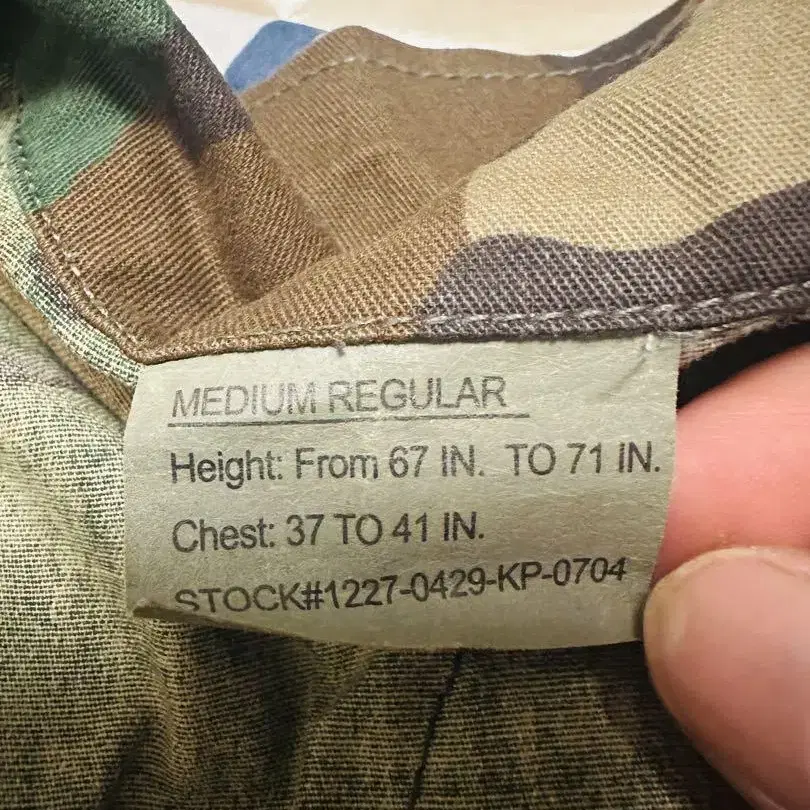 MEDIUM REGULAR
Height: From 67 IN. TO 71 IN.
Chest: 37 TO 41 IN.
STOCK#1227-0429-KP-0704